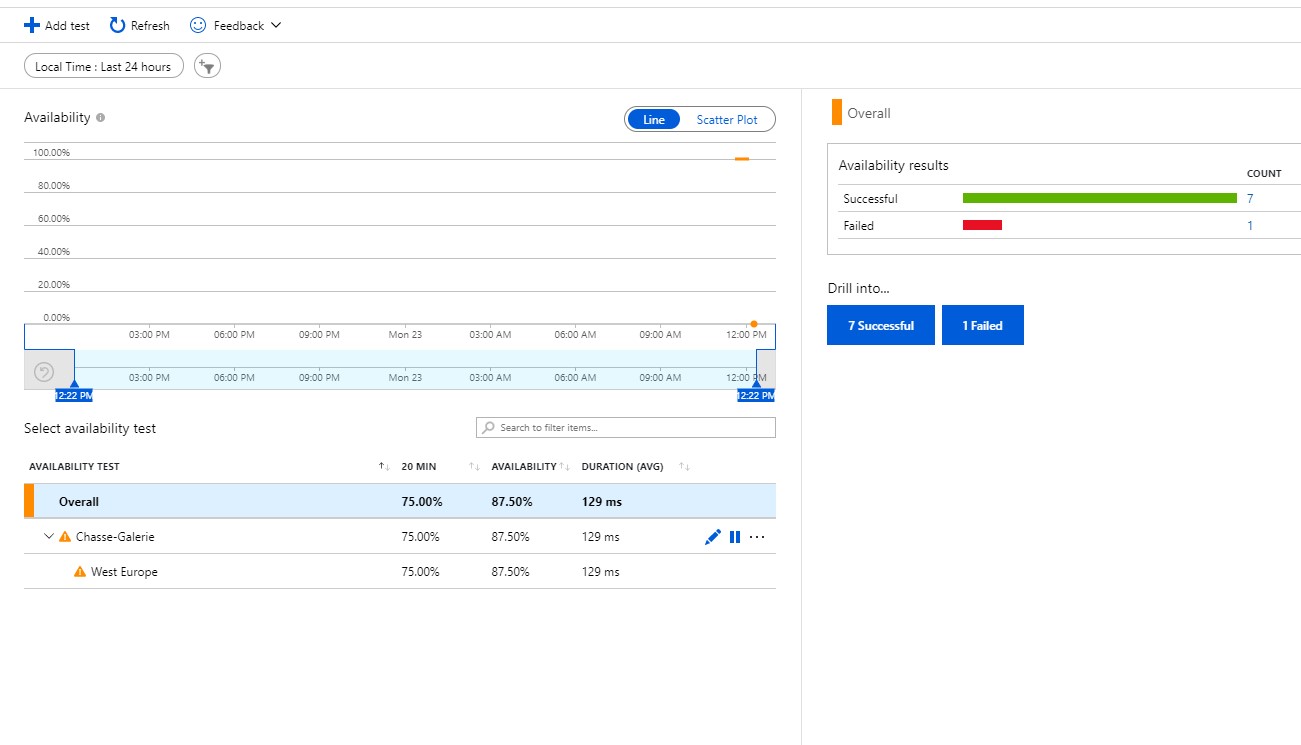 Add test Refresh Feedback
Local Time : Last 24 hours
Availability
Line Scatter Plot
100.00%
80.00%
60.00%
40.00%
20.00%
0.00%
03:00 PM 06:00 PM 09:00 PM Mon 23 03:00 AM 06:00 AM 09:00 AM 12:00 PM
03:00 PM 06:00 PM 09:00 PM Mon 23 03:00 AM 06:00 AM 09:00 AM 12:00 PM
12:22 PM 12:22 PM
Select availability test
Search to filter items...
AVAILABILITY TEST 20 MIN AVAILABILITY DURATION (AVG)
Overall 75.00% 87.50% 129 ms
Chasse-Galerie 75.00% 87.50% 129 ms
West Europe 75.00% 87.50% 129 ms
Overall
Availability results
COUNT
Successful 7
Failed 1
Drill into...
7 Successful 1 Failed